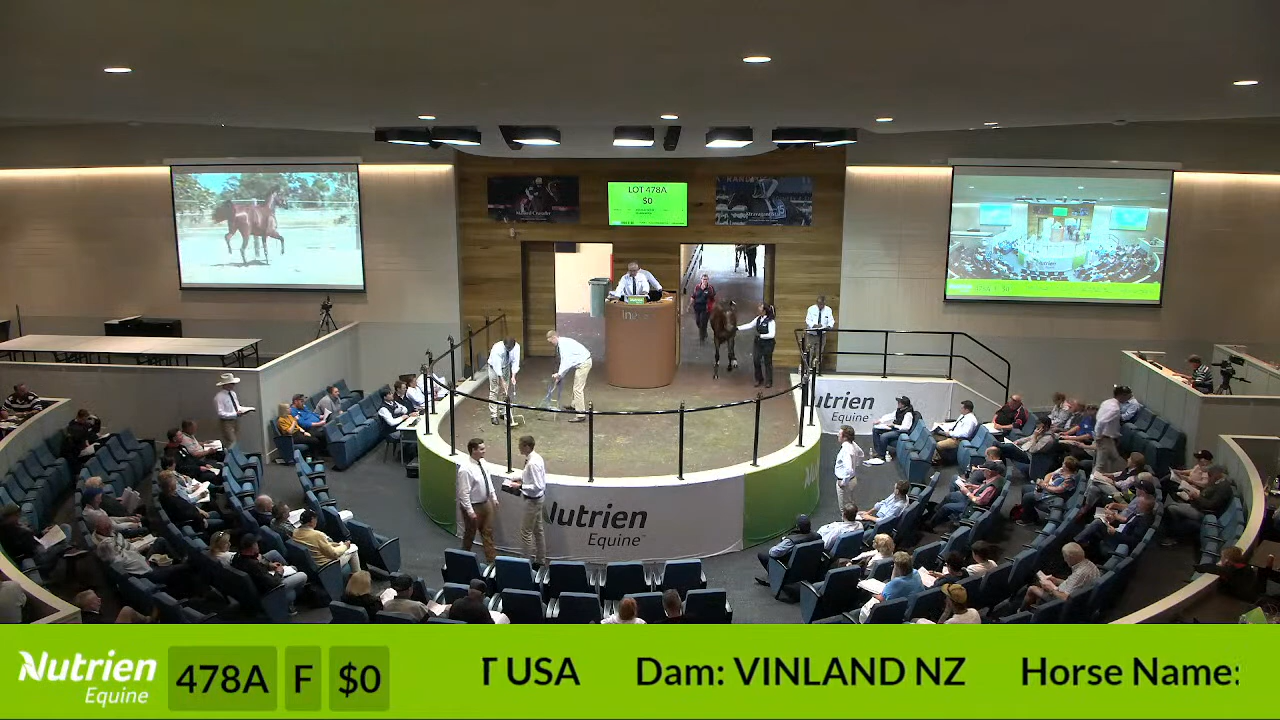 LOT 478A
$0
Nutrien
Equine
Nutrien
Equine
Nutrien
Equine
478A
F
$0
T USA
Dam: VINLAND NZ
Horse Name: